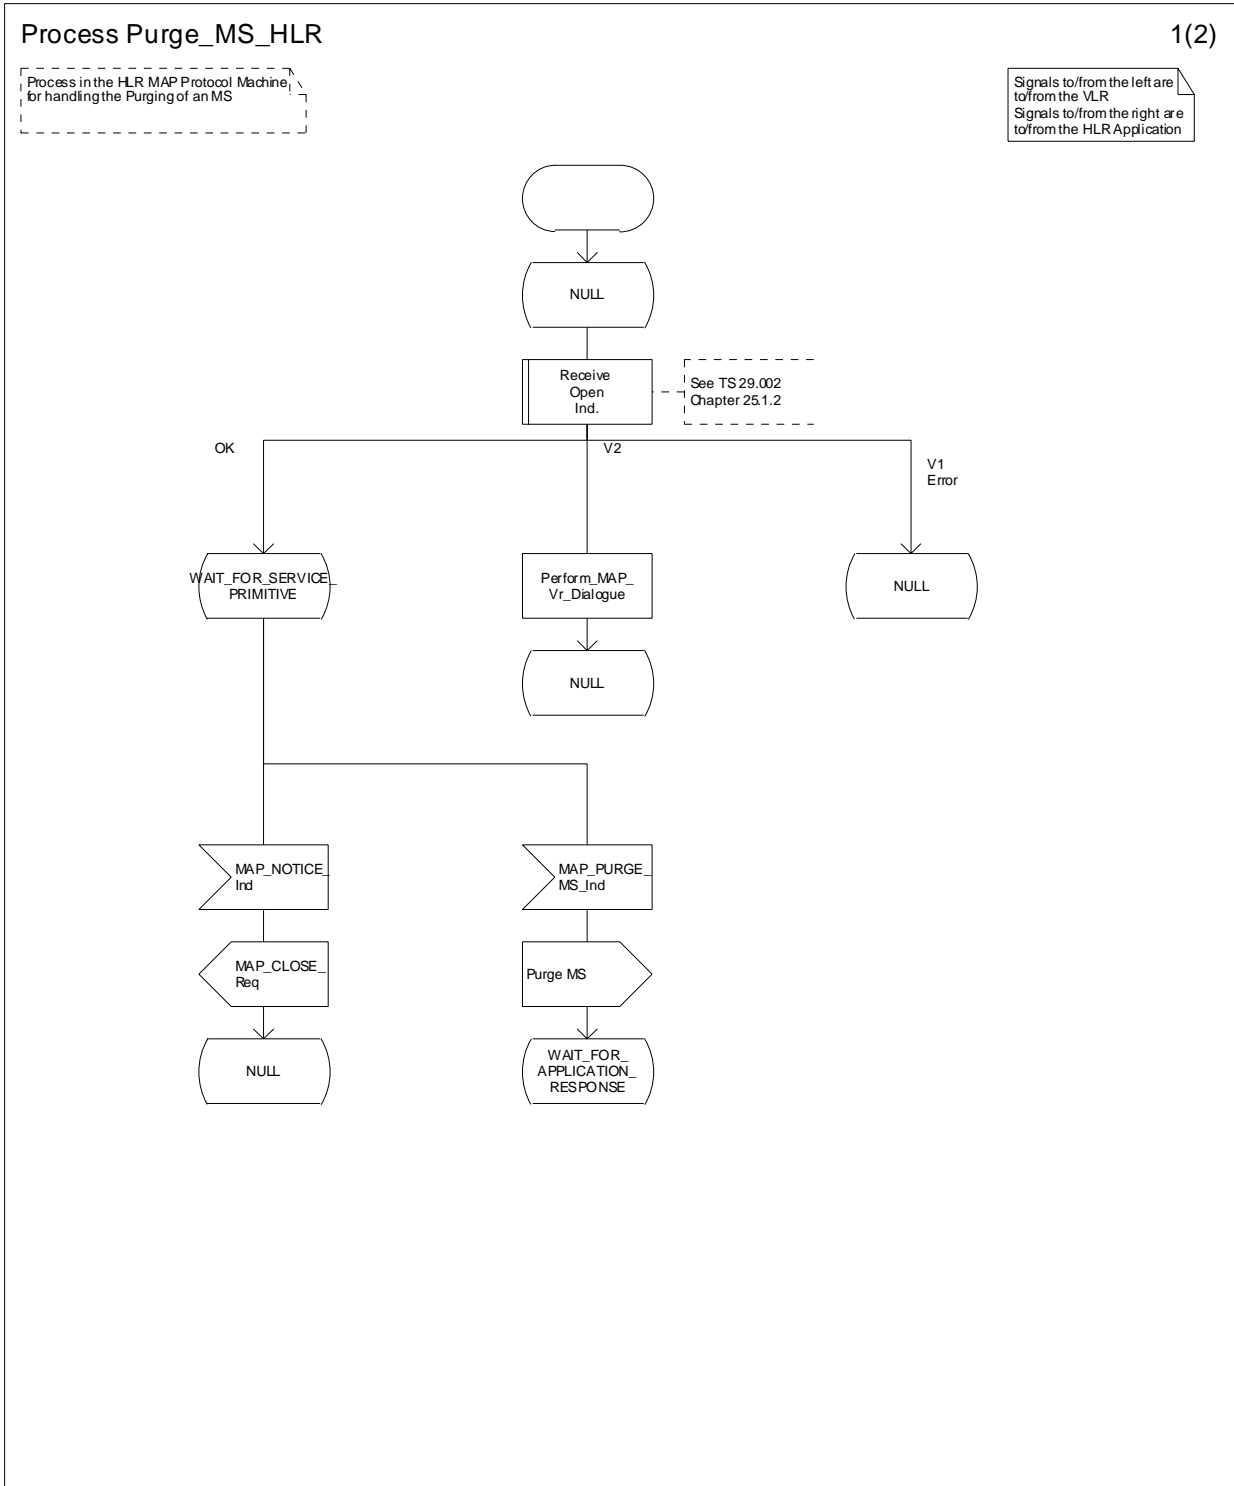 Process Purge_MS_HLR
1(2)
Process in the HLR MAP Protocol Machine
for handling the Purging of an MS
Signals to/from the left are
to/from the VLR
Signals to/from the right are
to/from the HLR Application
NULL
Receive
Open
Ind.
See TS 29.002
Chapter 25.1.2
OK
V2
V1
Error
WAIT_FOR_SERVICE_
PRIMITIVE
Perform_MAP_
Vr_Dialogue
NULL
NULL
MAP_NOTICE_
Ind
MAP_PURGE_
MS_Ind
MAP_CLOSE_
Req
Purge MS
NULL
WAIT_FOR_
APPLICATION_
RESPONSE